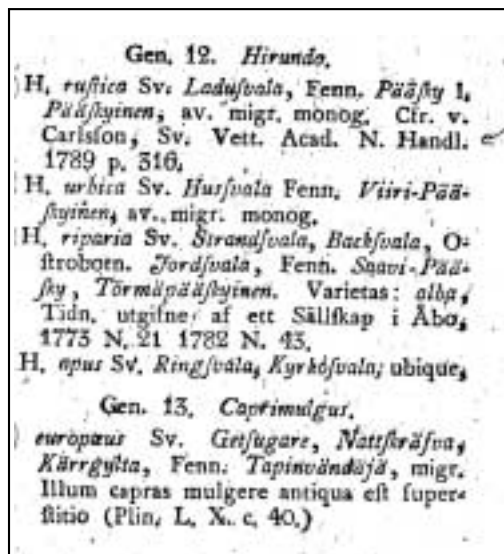 Gen. 12. Hirundo.
H. ruſtica Sv. Laduſvala, Fenn. Pääſky l.
Pääſkyinen, av. migr. monog. Cfr. v.
Carlsſon, Sv. Vett. Acad. N. Handl.
1789 p. 316.
H. urbica Sv. Husſvala Fenn. Viiri-Pää-
ſkyinen, av. migr. monog.
H. riparia Sv. Strandſvala, Backſvala, O-
ſtrobotn. Jordſvala, Fenn. Saavi-Pää-
ſky, Törmäpääſkyinen. Varietas: alba,
Tidn. utgifne af ett Sällſkap i Åbo,
1773 N. 21 1782 N. 43.
H. apus Sv. Ringſvala, Kyrkoſvala, ubique,
Gen. 13. Caprimulgus.
europæus Sv. Getſugare, Nattſkräfva,
Kärrgylta, Fenn. Tapinvändäjä, migr.
Illum capras mulgere antiqua eſt ſuper-
ſtitio (Plin. L. X. c. 40.)